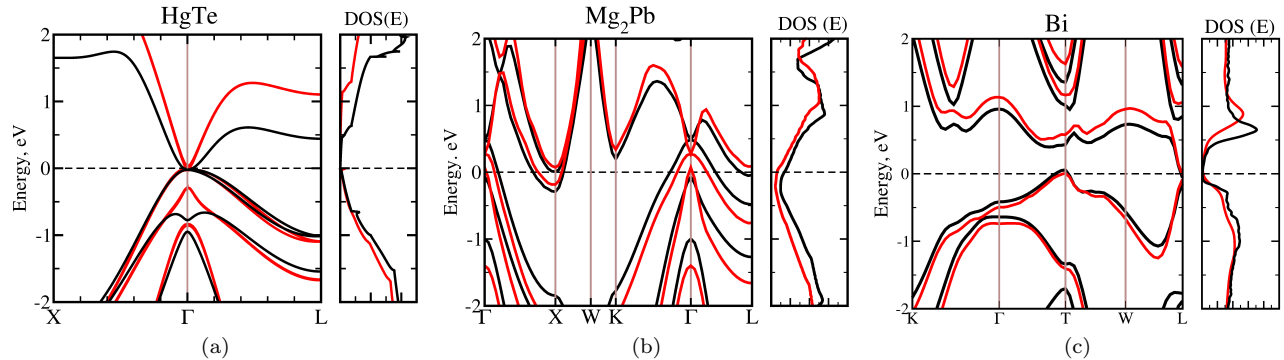 HgTe
DOS(E)
Energy, eV
2
1
0
-1
-2
X
Γ
L
(a)
Mg2Pb
DOS (E)
Energy. eV
2
1
0
-1
-2
Γ
X
W
K
Γ
L
(b)
Bi
DOS (E)
Energy, eV
2
1
0
-1
-2
K
Γ
T
W
L
(c)